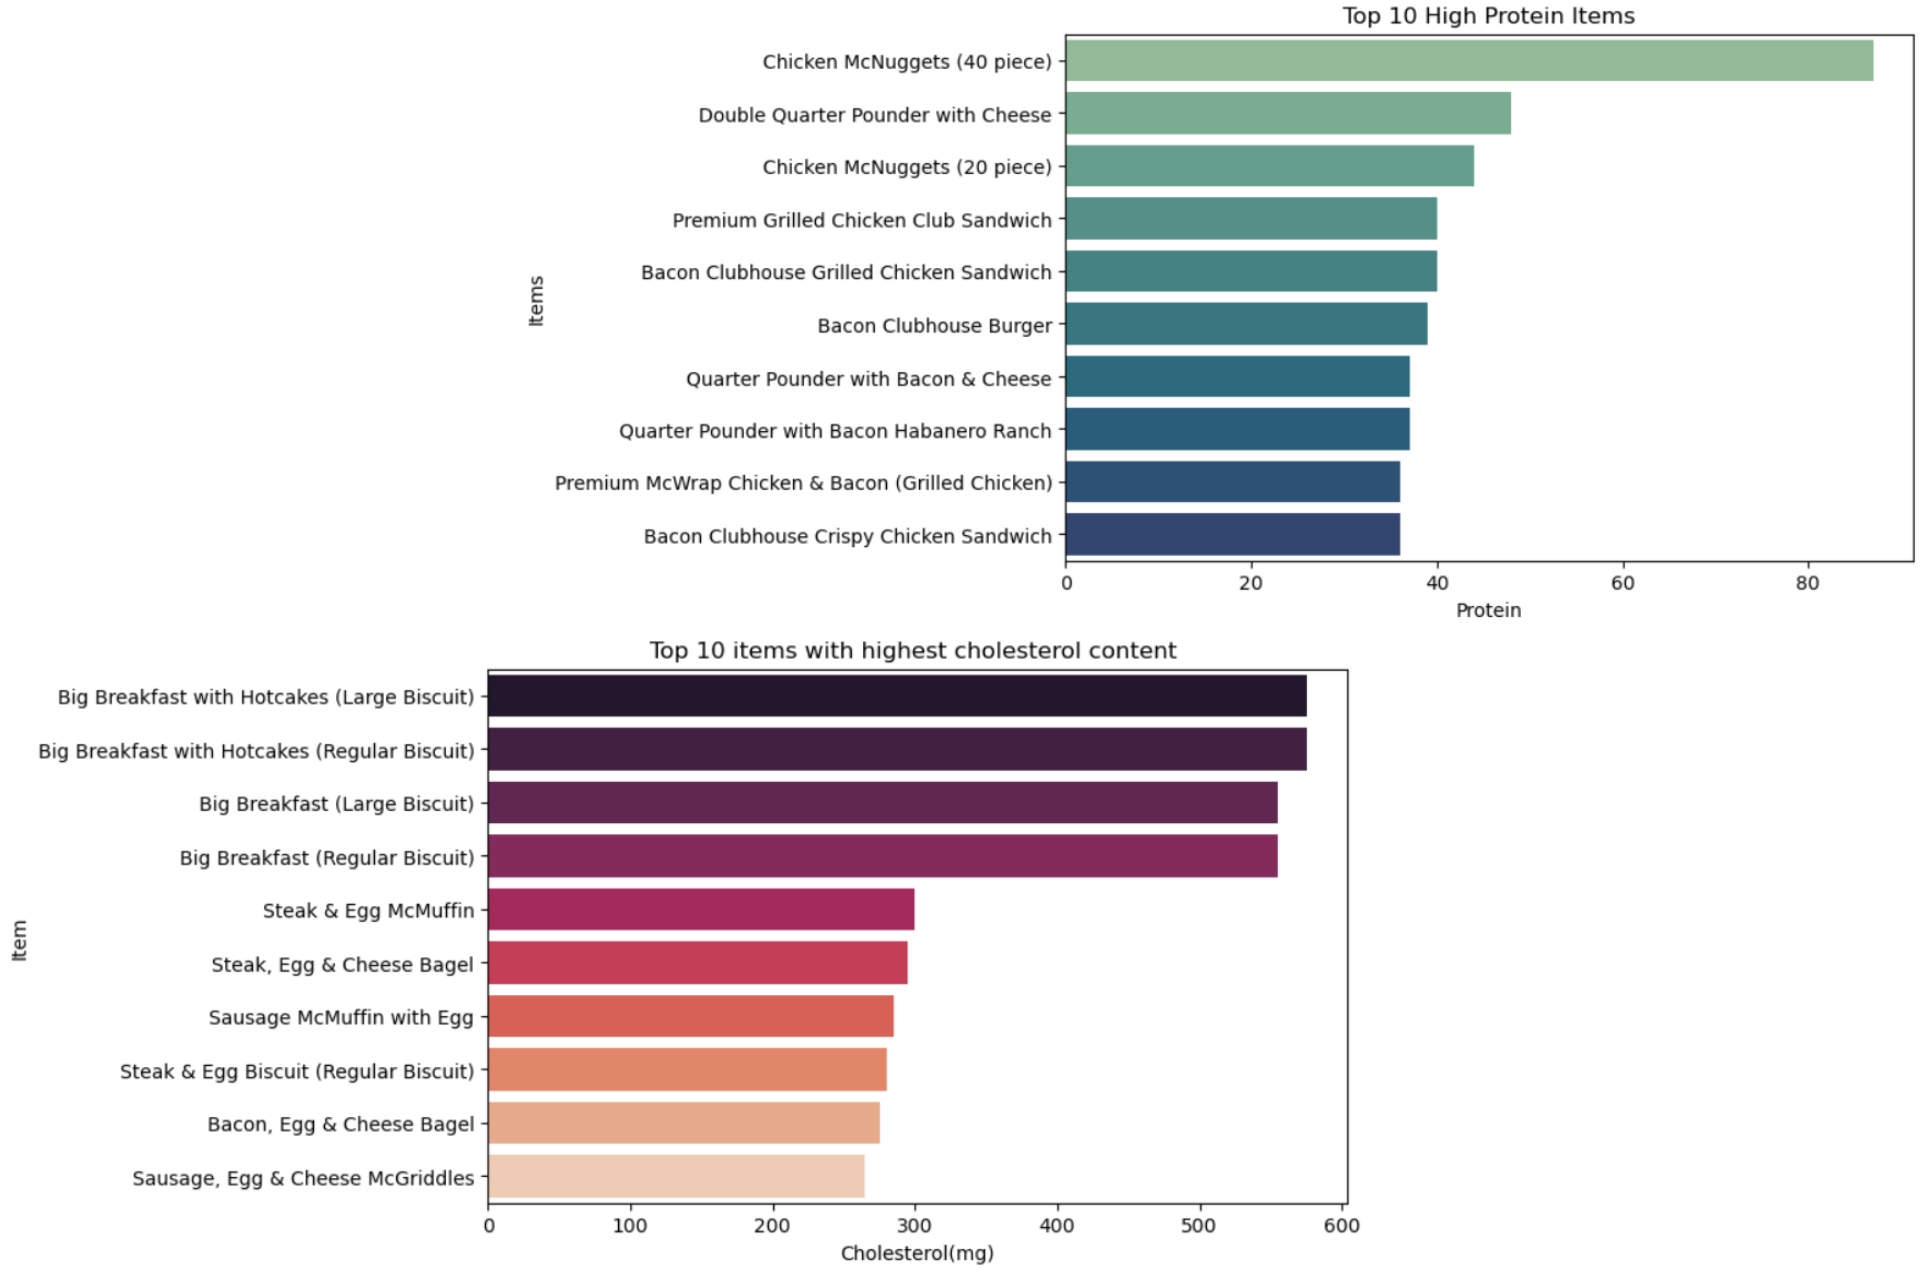 Top 10 High Protein Items
Items
Chicken McNuggets (40 piece)
Double Quarter Pounder with Cheese
Chicken McNuggets (20 piece)
Premium Grilled Chicken Club Sandwich
Bacon Clubhouse Grilled Chicken Sandwich
Bacon Clubhouse Burger
Quarter Pounder with Bacon & Cheese
Quarter Pounder with Bacon Habanero Ranch
Premium McWrap Chicken & Bacon (Grilled Chicken)
Bacon Clubhouse Crispy Chicken Sandwich
0 20 40 60 80
Protein
Top 10 items with highest cholesterol content
Item
Big Breakfast with Hotcakes (Large Biscuit)
Big Breakfast with Hotcakes (Regular Biscuit)
Big Breakfast (Large Biscuit)
Big Breakfast (Regular Biscuit)
Steak & Egg McMuffin
Steak, Egg & Cheese Bagel
Sausage McMuffin with Egg
Steak & Egg Biscuit (Regular Biscuit)
Bacon, Egg & Cheese Bagel
Sausage, Egg & Cheese McGriddles
0 100 200 300 400 500 600
Cholesterol(mg)